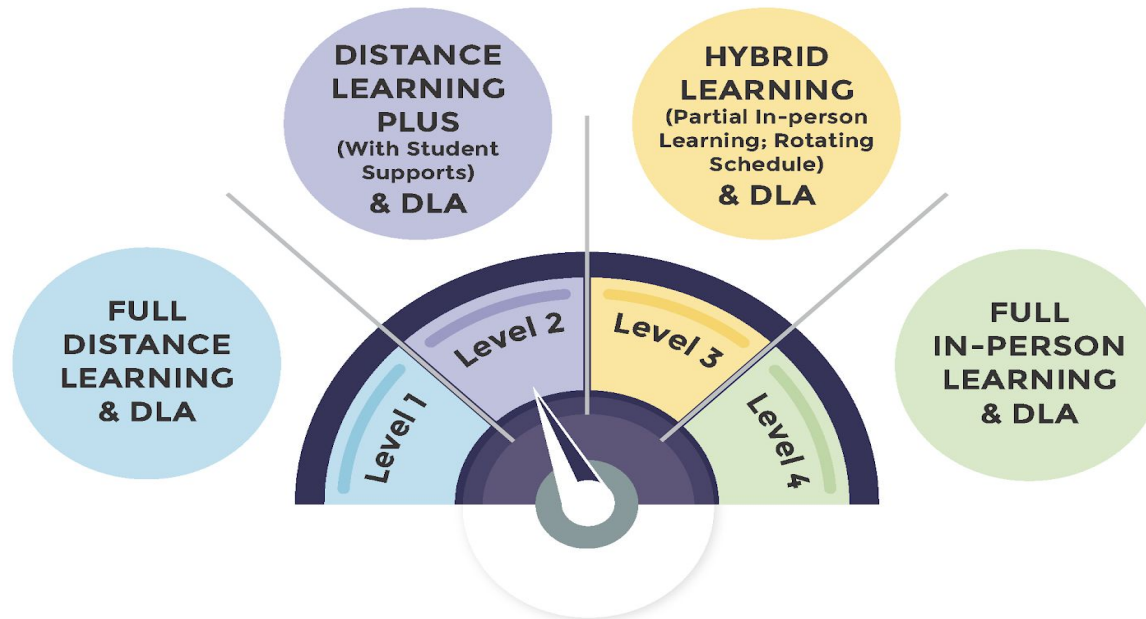 DISTANCE
LEARNING
PLUS
(With Student
Supports)
& DLA
HYBRID
LEARNING
(Partial In-person
Learning; Rotating
Schedule)
& DLA
FULL
DISTANCE
LEARNING
& DLA
FULL
IN-PERSON
LEARNING
& DLA
Level 1
Level 2
Level 3
Level 4